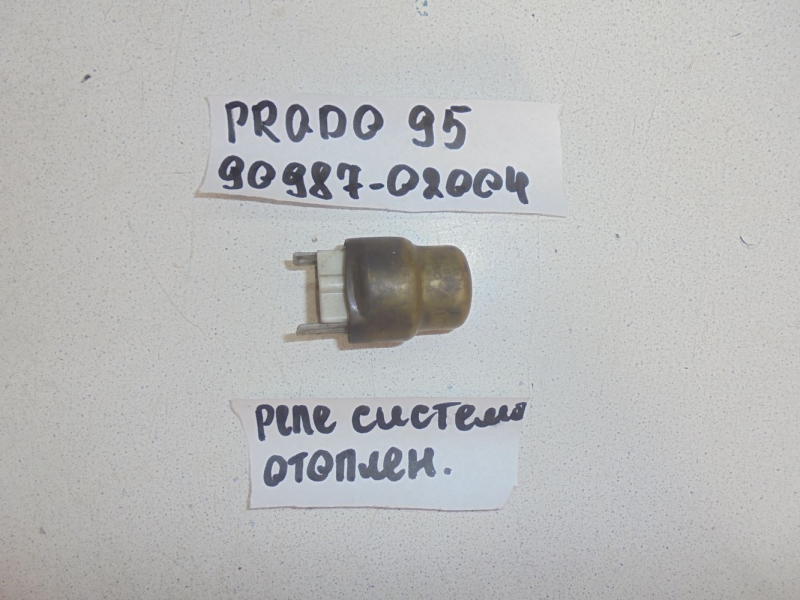 PRADO 95
90987-02004
реле система
отоплен.